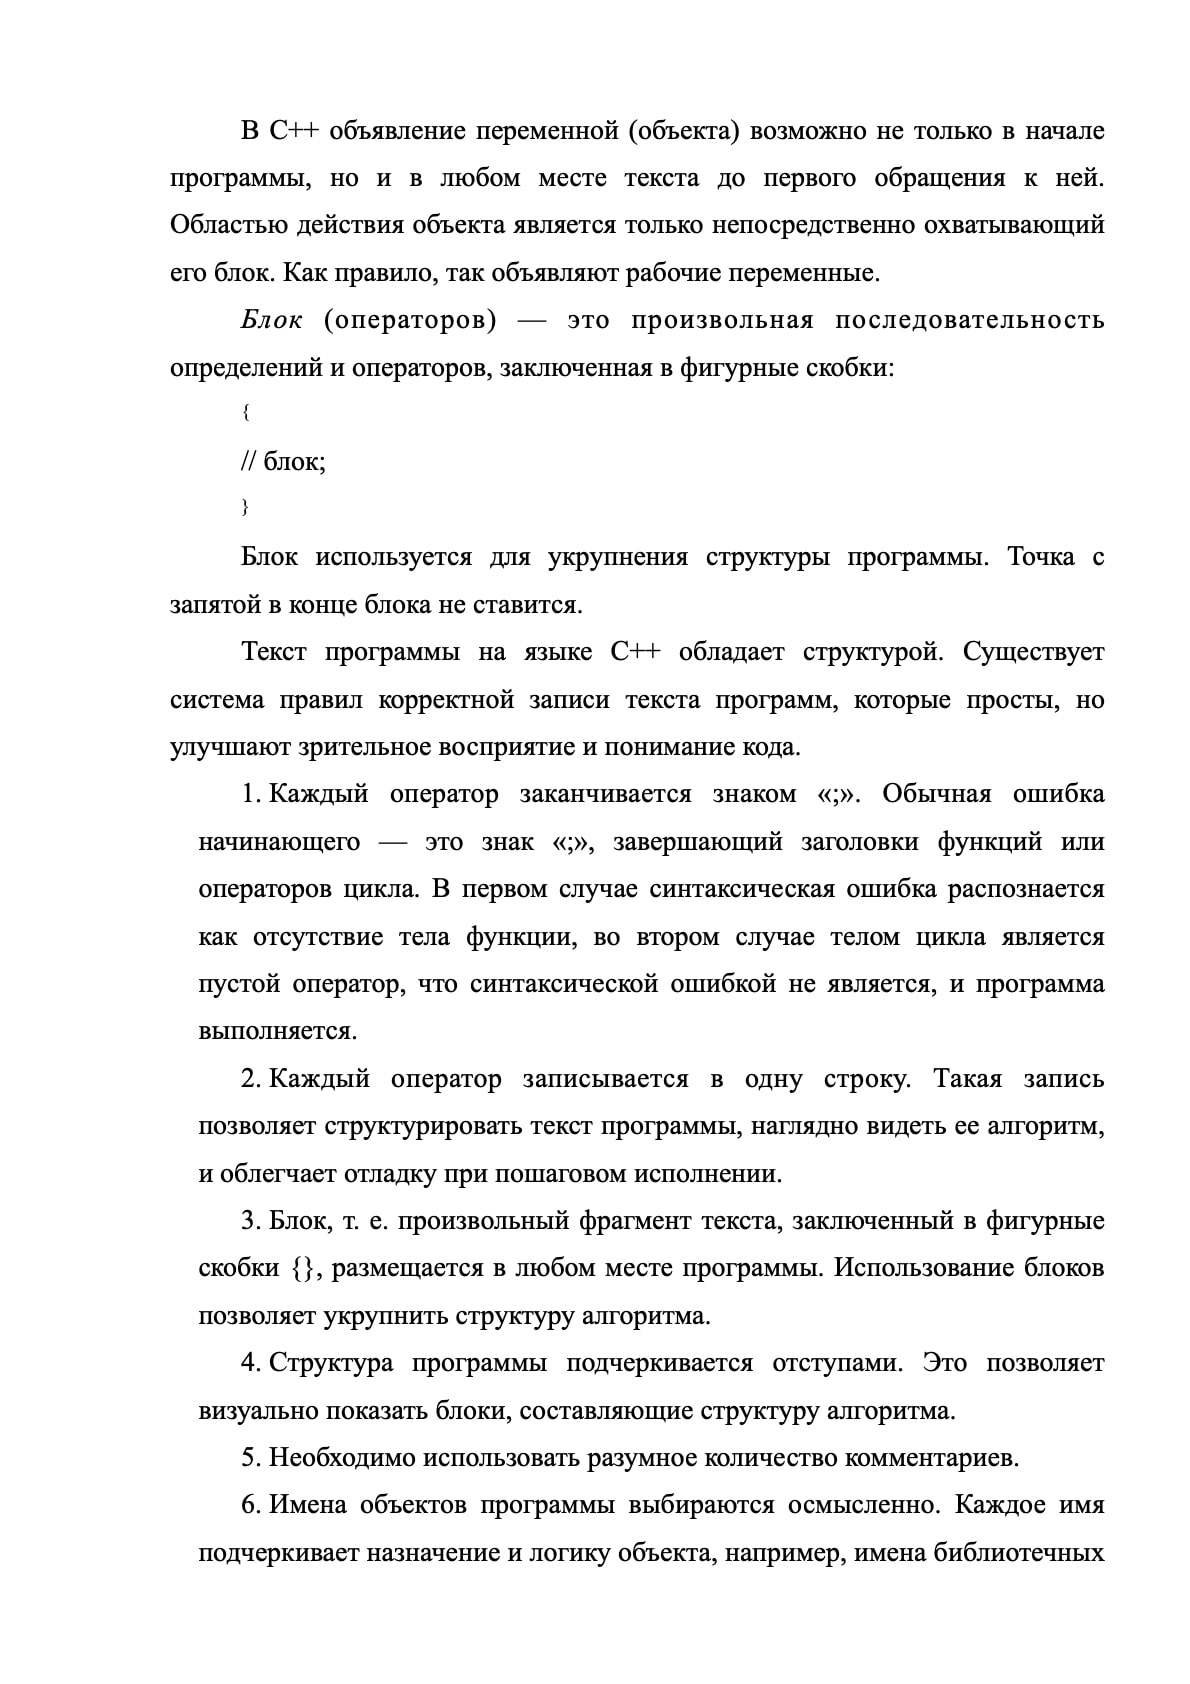 В С++ объявление переменной (объекта) возможно не только в начале
программы, но и в любом месте текста до первого обращения к ней.
Областью действия объекта является только непосредственно охватывающий
его блок. Как правило, так объявляют рабочие переменные.
Блок (операторов) — это произвольная последовательность
определений и операторов, заключенная в фигурные скобки:
{
// блок;
}
Блок используется для укрупнения структуры программы. Точка с
запятой в конце блока не ставится.
Текст программы на языке С++ обладает структурой. Существует
система правил корректной записи текста программ, которые просты, но
улучшают зрительное восприятие и понимание кода.
1. Каждый оператор заканчивается знаком «;». Обычная ошибка
начинающего — это знак «;», завершающий заголовки функций или
операторов цикла. В первом случае синтаксическая ошибка распознается
как отсутствие тела функции, во втором случае телом цикла является
пустой оператор, что синтаксической ошибкой не является, и программа
выполняется.
2. Каждый оператор записывается в одну строку. Такая запись
позволяет структурировать текст программы, наглядно видеть ее алгоритм,
и облегчает отладку при пошаговом исполнении.
3. Блок, т. е. произвольный фрагмент текста, заключенный в фигурные
скобки {}, размещается в любом месте программы. Использование блоков
позволяет укрупнить структуру алгоритма.
4. Структура программы подчеркивается отступами. Это позволяет
визуально показать блоки, составляющие структуру алгоритма.
5. Необходимо использовать разумное количество комментариев.
6. Имена объектов программы выбираются осмысленно. Каждое имя
подчеркивает назначение и логику объекта, например, имена библиотечных